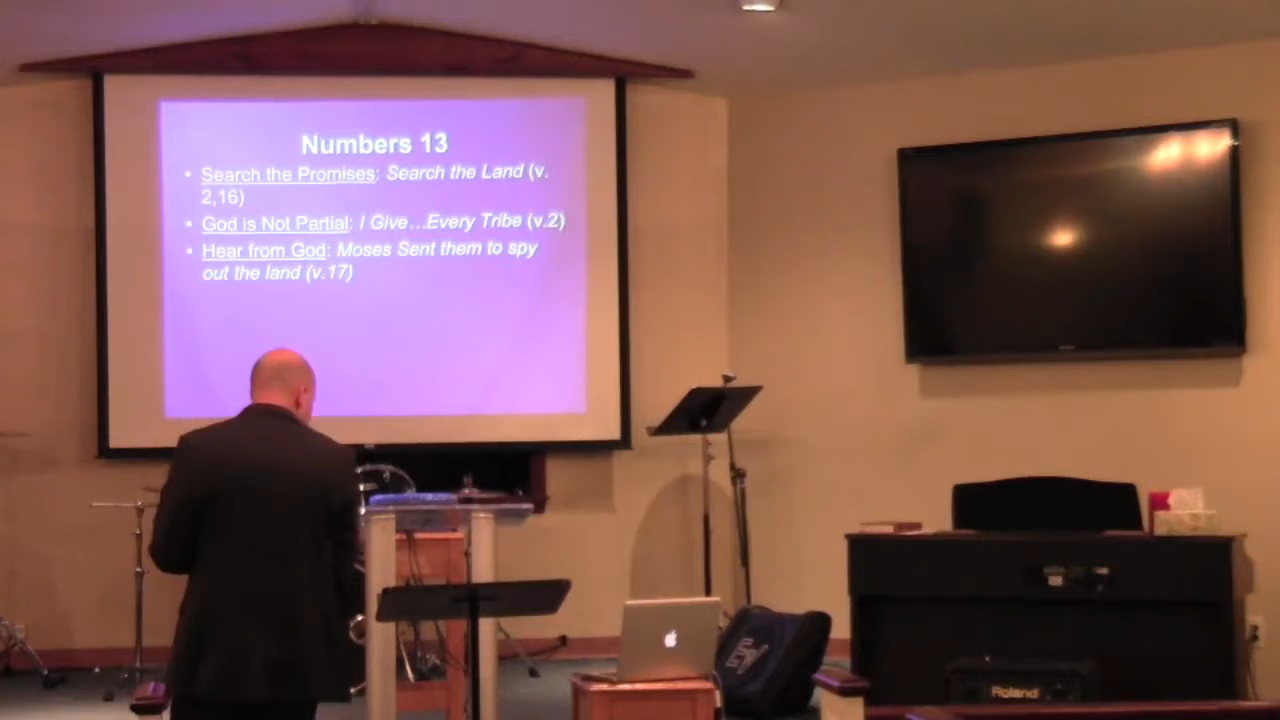 Numbers 13
• Search the Promises: Search the Land (v.
2,16)
• God is Not Partial: I Give...Every Tribe (v.2)
• Hear from God: Moses Sent them to spy
out the land (v.17)
Roland